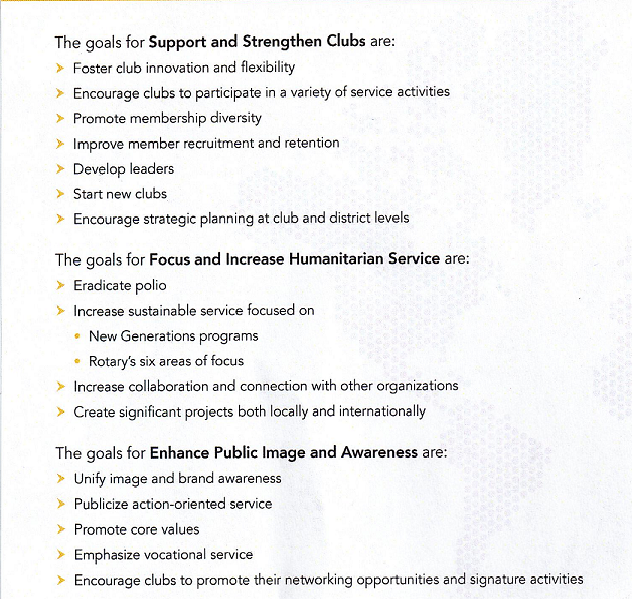 The goals for Support and Strengthen Clubs are:
Foster club innovation and flexibility
Encourage clubs to participate in a variety of service activities
Promote membership diversity
Improve member recruitment and retention
Develop leaders
Start new clubs
Encourage strategic planning at club and district levels
The goals for Focus and Increase Humanitarian Service are:
Eradicate polio
Increase sustainable service focused on
New Generations programs
Rotary's six areas of focus
Increase collaboration and connection with other organizations
Create significant projects both locally and internationally
The goals for Enhance Public Image and Awareness are:
Unify image and brand awareness
Publicize action-oriented service
Promote core values
Emphasize vocational service
Encourage clubs to promote their networking opportunities and signature activities